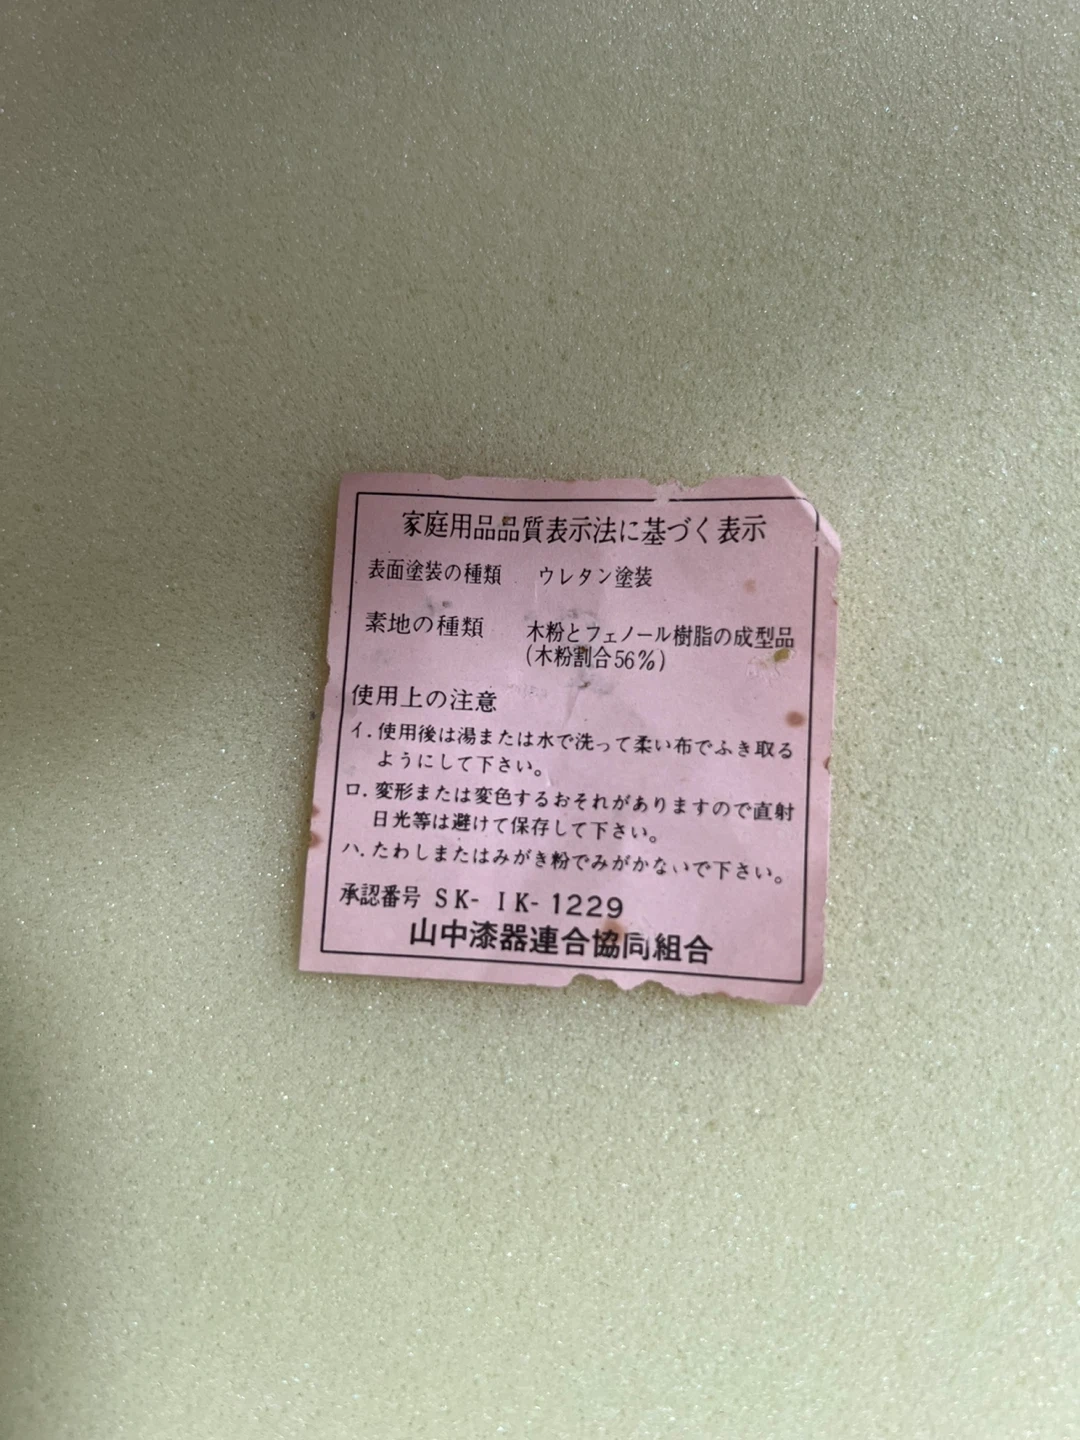 家庭用品品質表示法に基づく表示
表面塗装の種類 ウレタン塗装
素地の種類 木粉とフェノール樹脂の成型品
(木粉割合56%)
使用上の注意
イ. 使用後は湯または水で洗って柔い布でふき取る
ようにして下さい。
ロ. 変形または変色するおそれがありますので直射
日光等は避けて保存して下さい。
ハ. たわしまたはみがき粉でみがかないで下さい。
承認番号 SK-IK-1229
山中漆器連合協同組合